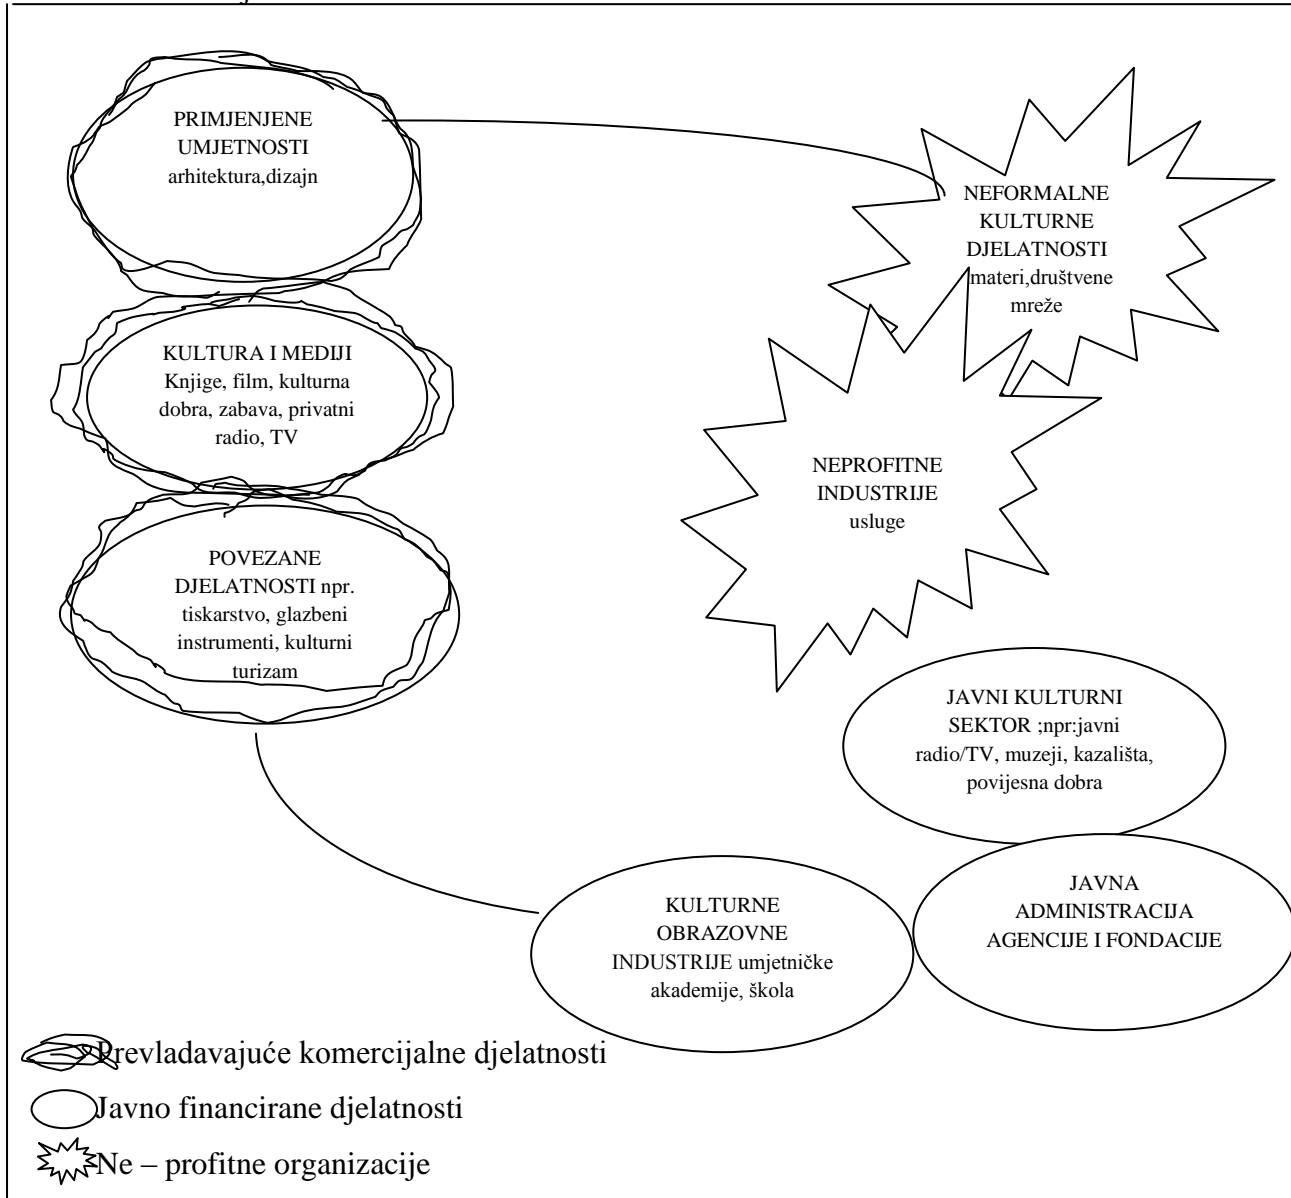 PRIMJENJENE
UMJETNOSTI
arhitektura,dizajn
NEFORMALNE
KULTURNE
DJELATNOSTI
materi,društvene
mreže
KULTURA I MEDIJI
Knjige, film, kulturna
dobra, zabava, privatni
radio, TV
NEPROFITNE
INDUSTRIJE
usluge
POVEZANE
DJELATNOSTI npr.
tiskarstvo, glazbeni
instrumenti, kulturni
turizam
JAVNI KULTURNI
SEKTOR ;npr:javni
radio/TV, muzeji, kazališta,
povijesna dobra
KULTURNE
OBRAZOVNE
INDUSTRIJE umjetničke
akademije, škola
JAVNA
ADMINISTRACIJA
AGENCIJE I FONDACIJE
Prevladavajuće komercijalne djelatnosti
Javno financirane djelatnosti
Ne – profitne organizacije